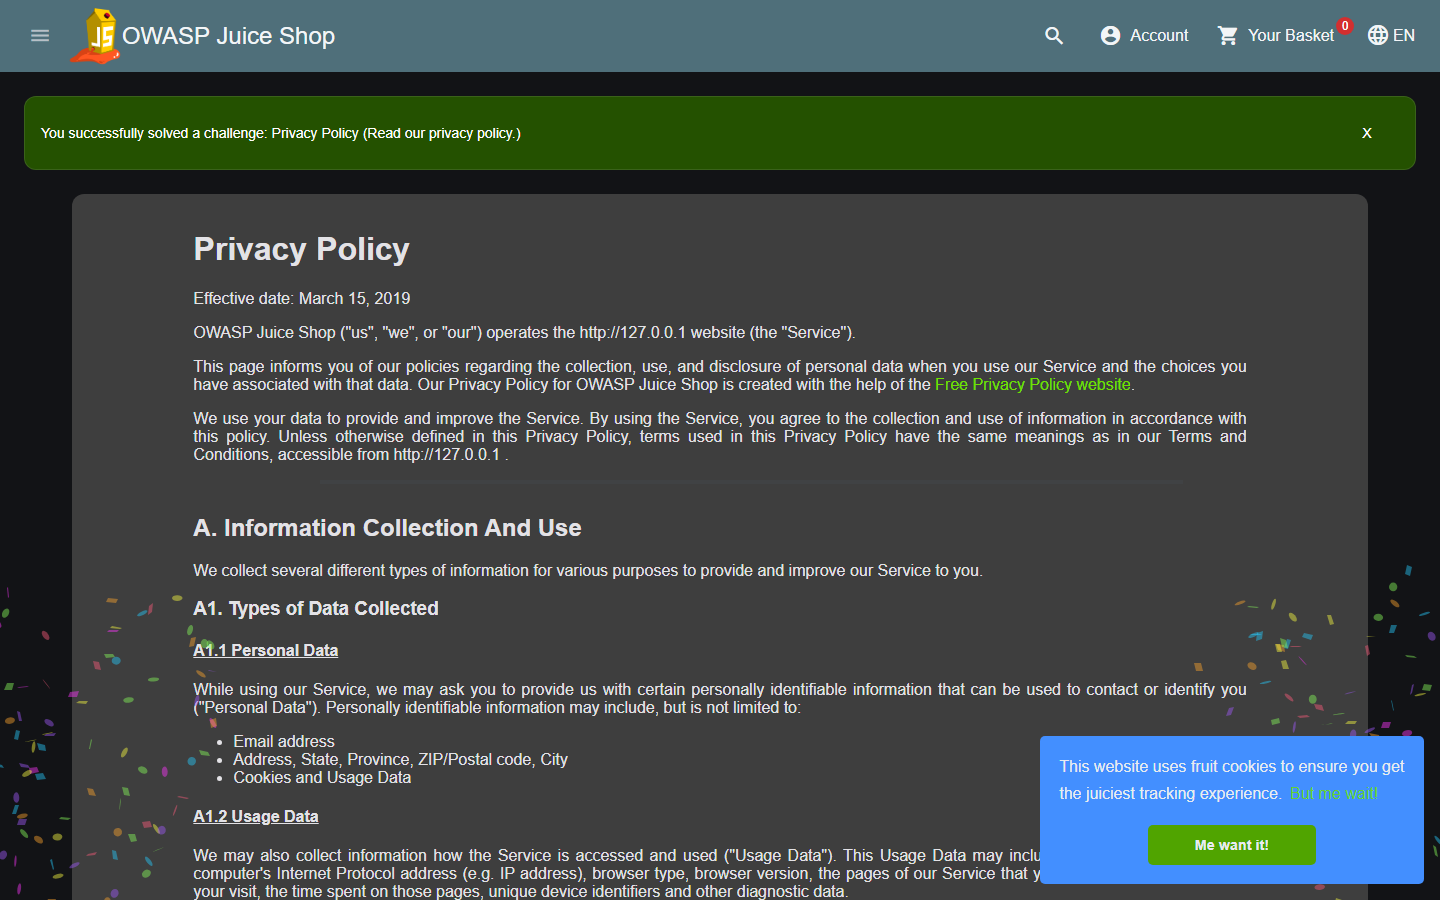 JS
OWASP Juice Shop
Account
Your Basket
0
EN
You successfully solved a challenge: Privacy Policy (Read our privacy policy.)
X
Privacy Policy
Effective date: March 15, 2019
OWASP Juice Shop ("us", "we", or "our") operates the http://127.0.0.1 website (the "Service").
This page informs you of our policies regarding the collection, use, and disclosure of personal data when you use our Service and the choices you
have associated with that data. Our Privacy Policy for OWASP Juice Shop is created with the help of the Free Privacy Policy website.
We use your data to provide and improve the Service. By using the Service, you agree to the collection and use of information in accordance with
this policy. Unless otherwise defined in this Privacy Policy, terms used in this Privacy Policy have the same meanings as in our Terms and
Conditions, accessible from http://127.0.0.1 .
A. Information Collection And Use
We collect several different types of information for various purposes to provide and improve our Service to you.
A1. Types of Data Collected
A1.1 Personal Data
While using our Service, we may ask you to provide us with certain personally identifiable information that can be used to contact or identify you
("Personal Data"). Personally identifiable information may include, but is not limited to:
Email address
Address, State, Province, ZIP/Postal code, City
Cookies and Usage Data
A1.2 Usage Data
We may also collect information how the Service is accessed and used ("Usage Data"). This Usage Data may
computer's Internet Protocol address (e.g. IP address), browser type, browser version, the pages of our Service that
your visit, the time spent on those pages, unique device identifiers and other diagnostic data.
This website uses fruit cookies to ensure you get
the juiciest tracking experience. But me wait!
Me want it!